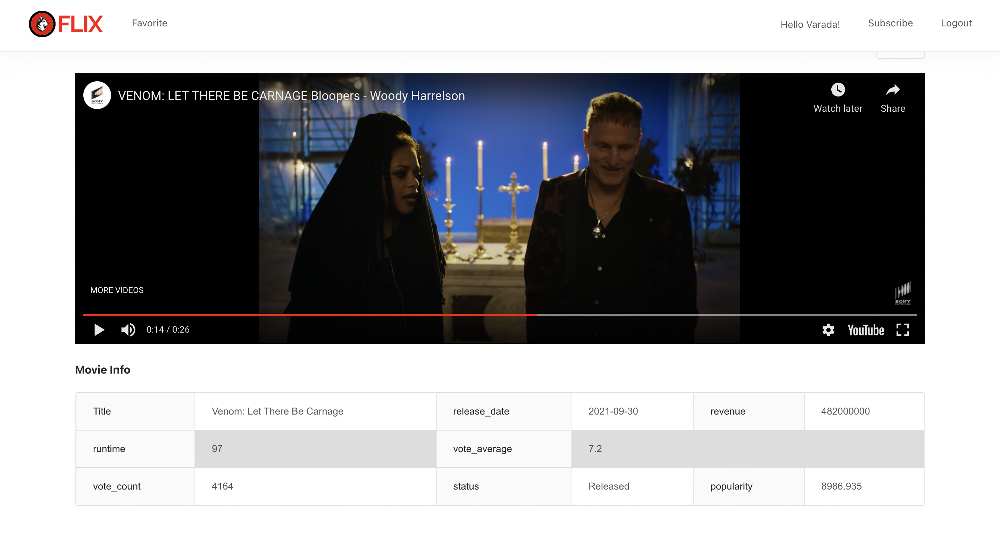 FLIX
Favorite
Hello Varada!
Subscribe
Logout
SONY
PICTURES
VENOM: LET THERE BE CARNAGE Bloopers - Woody Harrelson
Watch later
Share
MORE VIDEOS
SONY
PICTURES
0:14 / 0:26
YouTube
Movie Info
Title Venom: Let There Be Carnage release_date 2021-09-30 revenue 482000000
runtime 97 vote_average 7.2
vote_count 4164 status Released popularity 8986.935